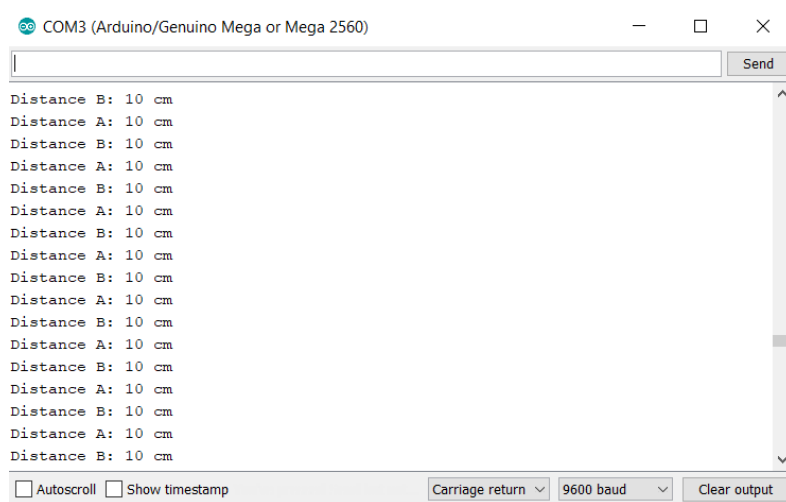 COM3 (Arduino/Genuino Mega or Mega 2560)
Send
Distance B: 10 cm
Distance A: 10 cm
Distance B: 10 cm
Distance A: 10 cm
Distance B: 10 cm
Distance A: 10 cm
Distance B: 10 cm
Distance A: 10 cm
Distance B: 10 cm
Distance A: 10 cm
Distance B: 10 cm
Distance A: 10 cm
Distance B: 10 cm
Distance A: 10 cm
Distance B: 10 cm
Distance A: 10 cm
Distance B: 10 cm
Autoscroll Show timestamp Carriage return 9600 baud Clear output